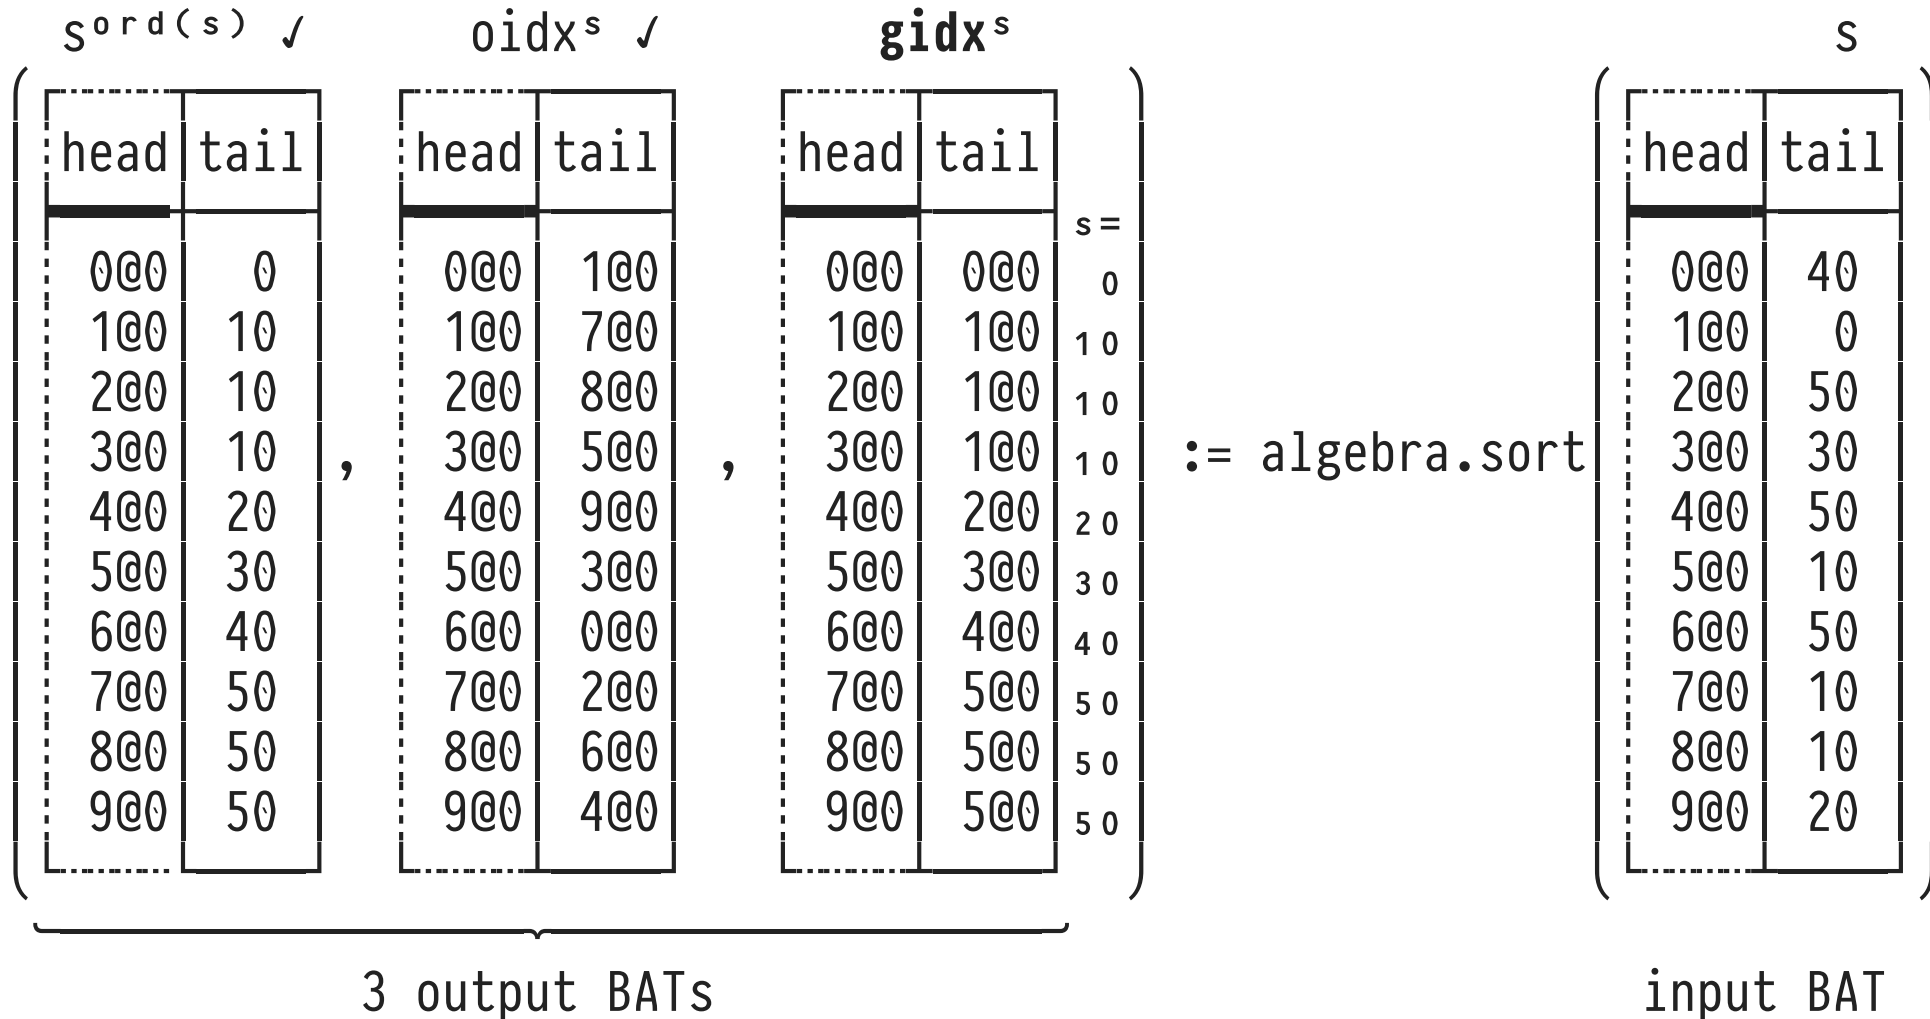 sᵒʳᵈ⁽ˢ⁾ ✓ oidxˢ ✓ gidxˢ s
head tail head tail head tail head tail
s=
0@0 0 0@0 1@0 0@0 0@0 0 0@0 40
1@0 10 1@0 7@0 1@0 1@0 10 1@0 0
2@0 10 2@0 8@0 2@0 1@0 10 2@0 50
3@0 10 , 3@0 5@0 , 3@0 1@0 10 := algebra.sort 3@0 30
4@0 20 4@0 9@0 4@0 2@0 20 4@0 50
5@0 30 5@0 3@0 5@0 3@0 30 5@0 10
6@0 40 6@0 0@0 6@0 4@0 40 6@0 50
7@0 50 7@0 2@0 7@0 5@0 50 7@0 10
8@0 50 8@0 6@0 8@0 5@0 50 8@0 10
9@0 50 9@0 4@0 9@0 5@0 50 9@0 20
3 output BATs input BAT